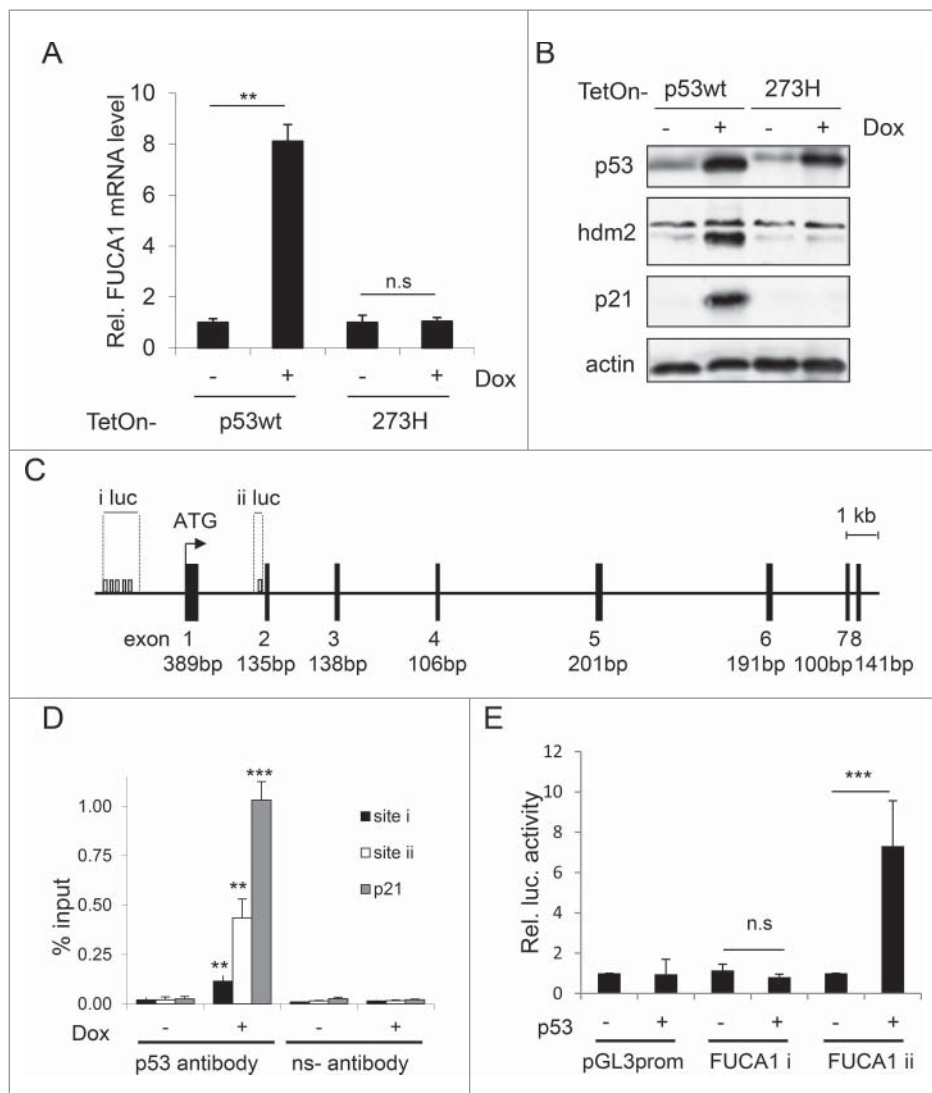 A
Rel. FUCA1 mRNA level
10
8
6
4
2
0
**
n.s
- + - + Dox
TetOn- p53wt 273H
B
TetOn- p53wt 273H
- + - + Dox
p53
hdm2
p21
actin
C
i luc ii luc
ATG
1 kb
exon 1 2 3 4 5 6 7 8
389bp 135bp 138bp 106bp 201bp 191bp 100bp 141bp
D
% input
1.00
0.75
0.50
0.25
0.00
** ** ***
site i
site ii
p21
Dox - + - +
p53 antibody ns- antibody
E
Rel. luc. activity
12
10
8
6
4
2
0
n.s
***
p53 - + - + - +
pGL3prom FUCA1 i FUCA1 ii